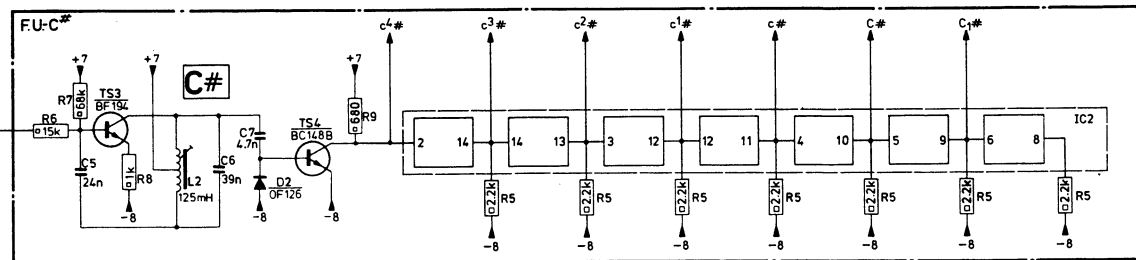 F.U.-C#
c⁴#
c³#
c²#
c¹#
c#
C#
C₁#
+7
+7
C#
+7
R7
68k
TS3
BF194
R6
15k
C5
24n
1k
R8
-8
L2
125mH
C6
39n
C7
4.7n
D2
OF126
-8
TS4
BC148B
-8
680
R9
IC2
2
14
14
13
3
12
12
11
4
10
5
9
6
8
2.2k
R5
2.2k
R5
2.2k
R5
2.2k
R5
2.2k
R5
2.2k
R5
2.2k
R5
-8
-8
-8
-8
-8
-8
-8